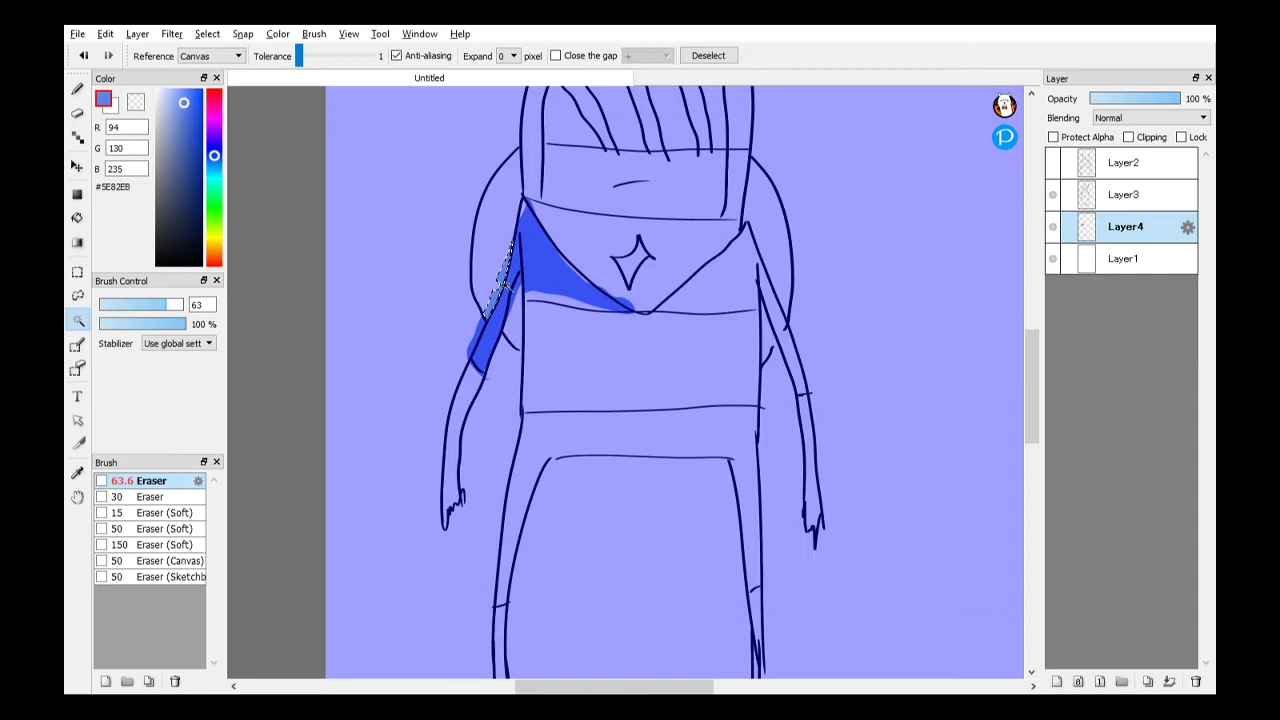 File Edit Layer Filter Select Snap Color Brush View Tool Window Help
Reference Canvas Tolerance 1 Anti-aliasing Expand 0 pixel Close the gap + Deselect
Color Untitled Layer
R 94
G 130
B 235
#5E82EB
Opacity 100 %
Blending Normal
Protect Alpha Clipping Lock
Layer2
Layer3
Layer4
Layer1
Brush Control
63
100 %
Stabilizer Use global sett
T
Brush
63.6 Eraser
30 Eraser
15 Eraser (Soft)
50 Eraser (Soft)
150 Eraser (Soft)
50 Eraser (Canvas)
50 Eraser (Sketchb
8 1